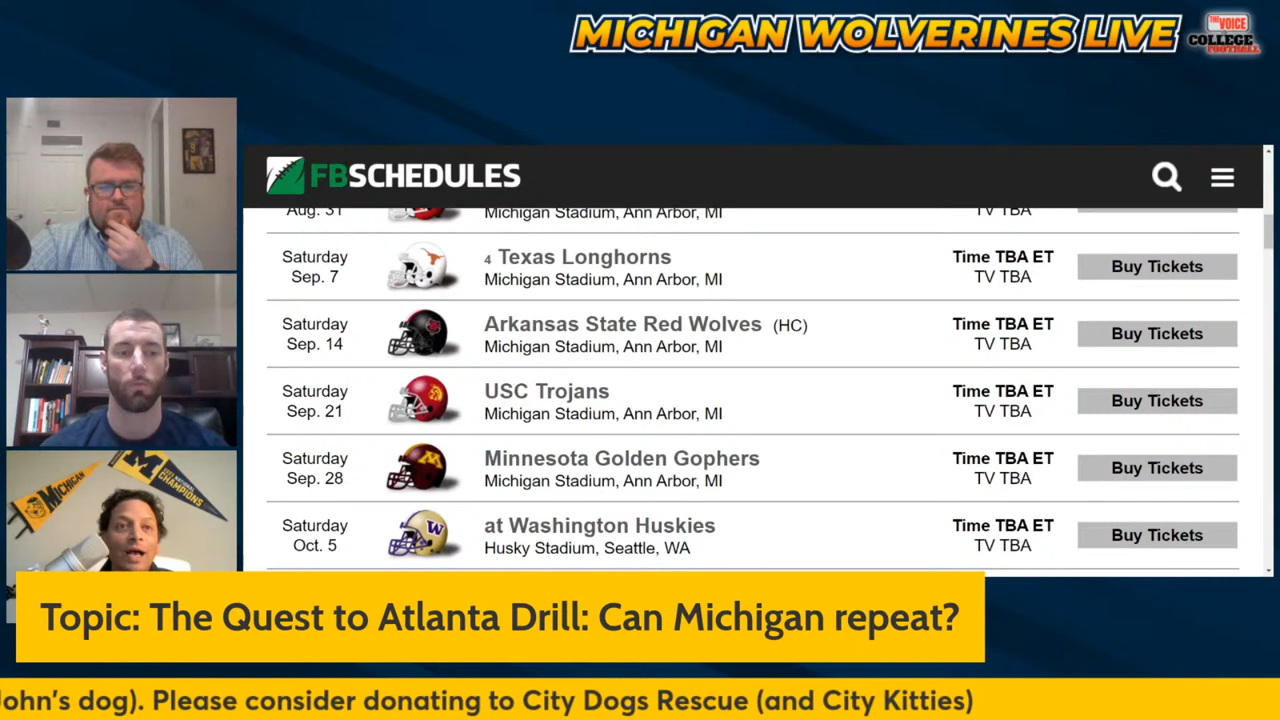 MICHIGAN WOLVERINES LIVE
THE VOICE
COLLEGE
FOOTBALL
FBSCHEDULES
Aug. 31
Michigan Stadium, Ann Arbor, MI
TV TBA
Saturday
Sep. 7
4 Texas Longhorns
Michigan Stadium, Ann Arbor, MI
Time TBA ET
TV TBA
Buy Tickets
Saturday
Sep. 14
Arkansas State Red Wolves (HC)
Michigan Stadium, Ann Arbor, MI
Time TBA ET
TV TBA
Buy Tickets
Saturday
Sep. 21
USC Trojans
Michigan Stadium, Ann Arbor, MI
Time TBA ET
TV TBA
Buy Tickets
Saturday
Sep. 28
Minnesota Golden Gophers
Michigan Stadium, Ann Arbor, MI
Time TBA ET
TV TBA
Buy Tickets
Saturday
Oct. 5
at Washington Huskies
Husky Stadium, Seattle, WA
Time TBA ET
TV TBA
Buy Tickets
MICHIGAN
M
NATIONAL
CHAMPIONS
Topic: The Quest to Atlanta Drill: Can Michigan repeat?
John's dog). Please consider donating to City Dogs Rescue (and City Kitties)